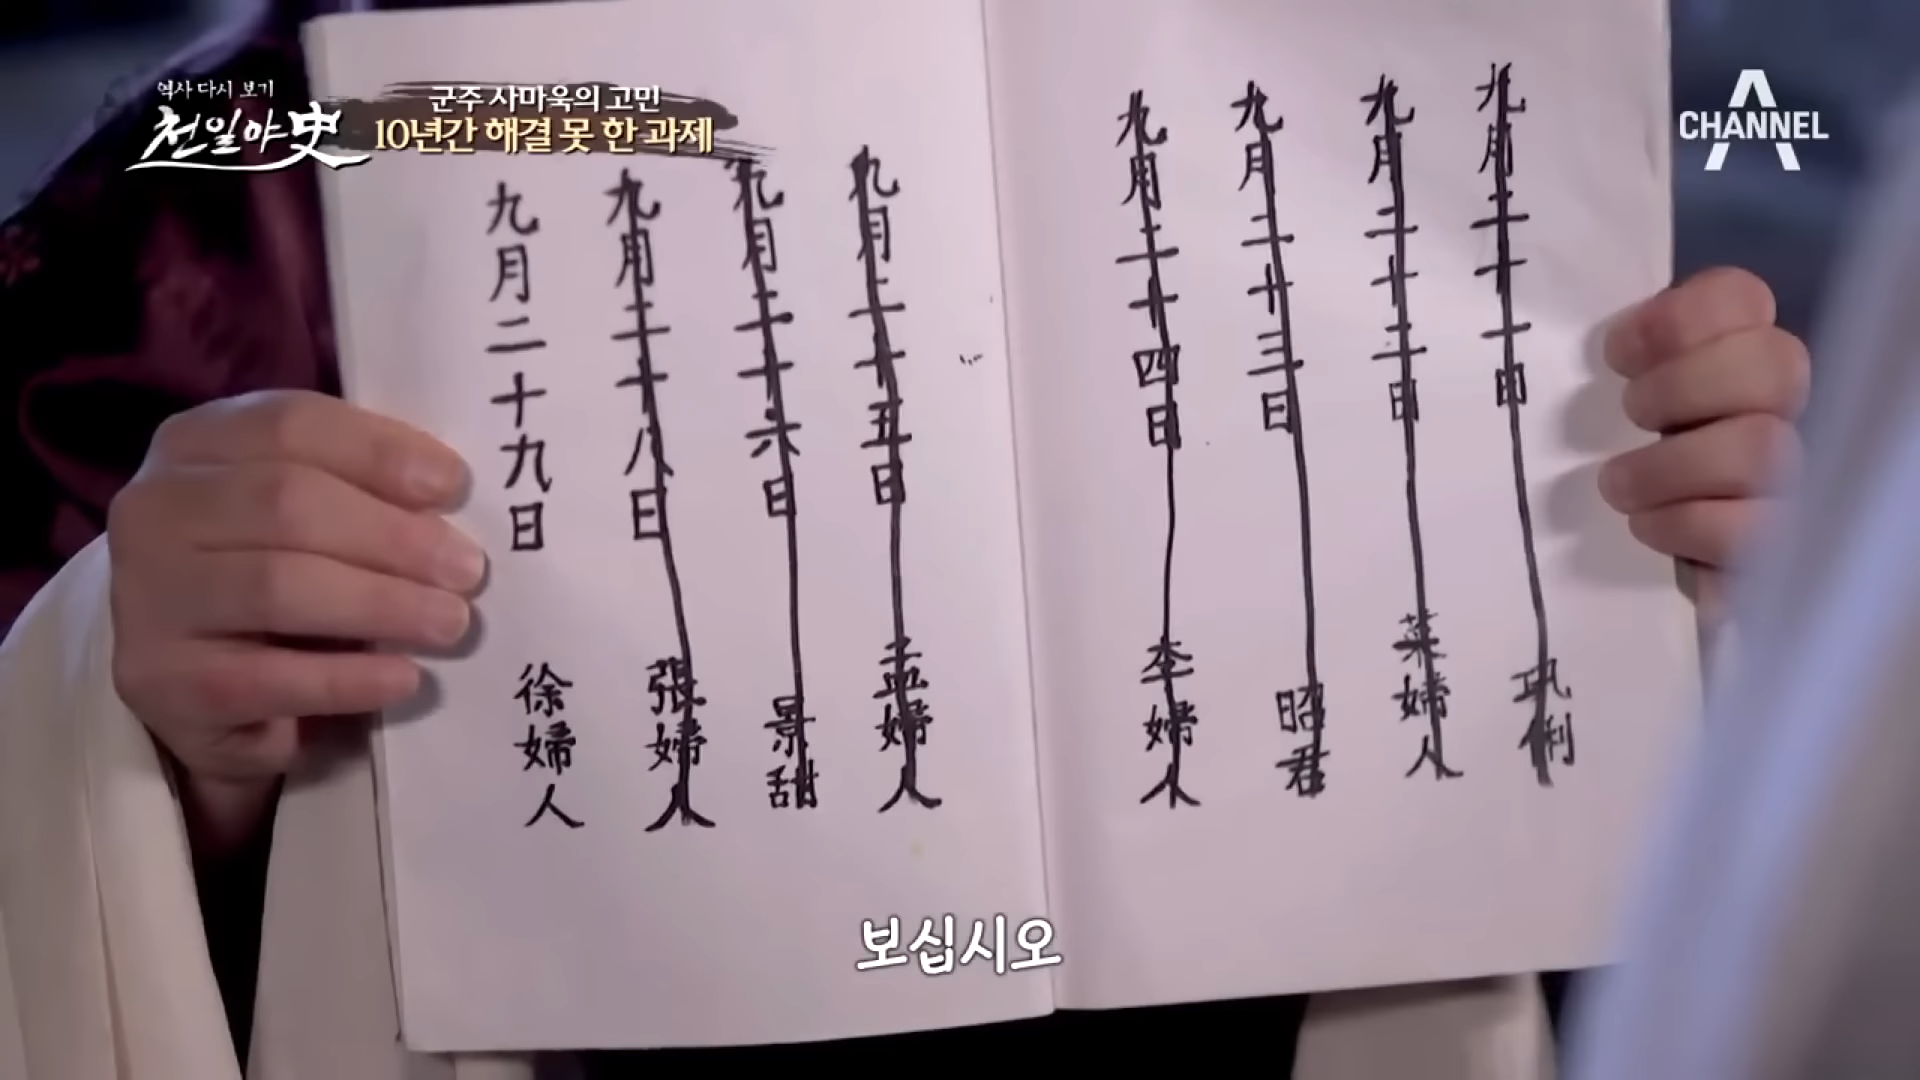 역사 다시 보기
천일야史
군주 사마욱의 고민
10년간 해결 못 한 과제
CHANNEL A
九月二十一日 巩俐
九月二十二日 菜婦人
九月二十三日 昭君
九月二十四日 李婦人
九月二十五日 孟婦人
九月二十六日 景甜
九月二十八日 張婦人
九月二十九日 徐婦人
보십시오